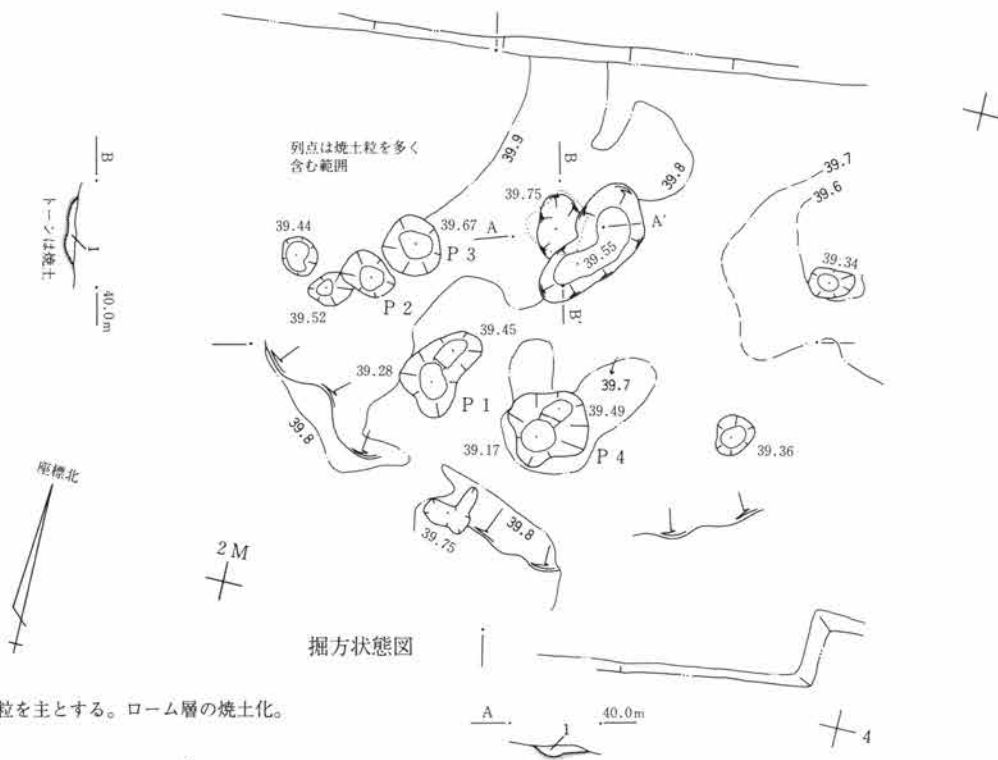 列点は焼土粒を多く
含む範囲
39.9
39.8
B
B
39.7
39.6
39.75
39.44
39.67
A
A'
P 3
39.55
39.34
トーンは焼土
1
40.0m
39.52
P 2
B'
39.45
39.28
39.7
P 1
39.49
39.8
39.17
P 4
39.36
座標北
39.8
39.75
2 M
掘方状態図
粒を主とする。ローム層の焼土化。
A
40.0m
1
4